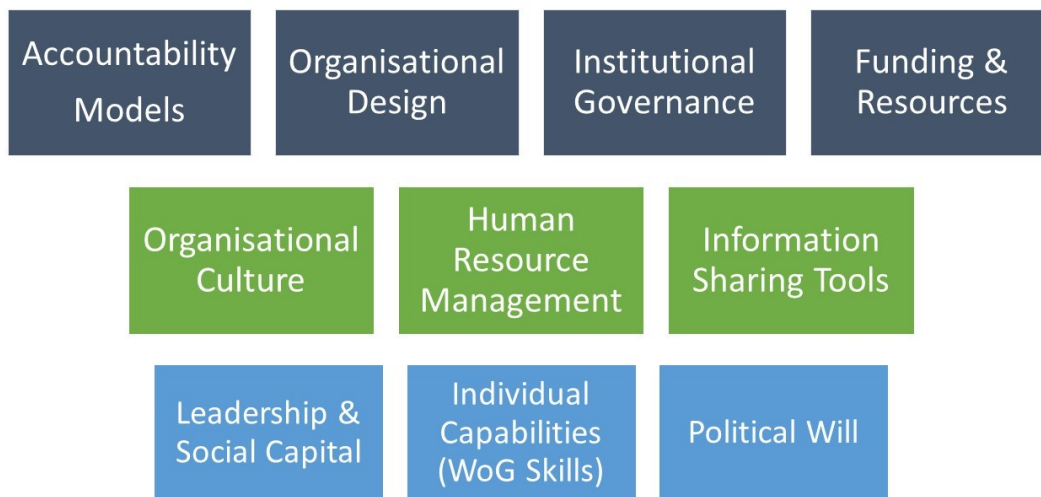 Accountability
Models
Organisational
Design
Institutional
Governance
Funding &
Resources
Organisational
Culture
Human
Resource
Management
Information
Sharing Tools
Leadership &
Social Capital
Individual
Capabilities
(WoG Skills)
Political Will